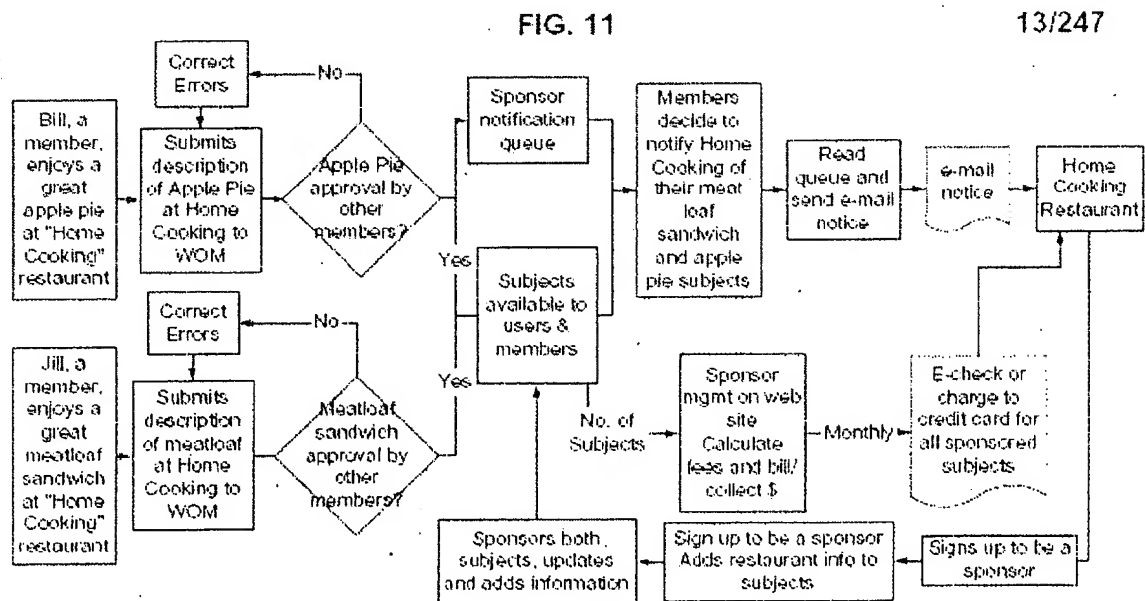 FIG. 11
13/247
Correct
Errors
No
Bill, a
member,
enjoys a
great
apple pie
at "Home
Cooking"
restaurant
Submits
description
of Apple Pie
at Home
Cooking to
WOM
Apple Pie
approval by
other
members?
Yes
Sponsor
notification
queue
Members
decide to
notify Home
Cooking of
their meat
loaf
sandwich
and apple
pie subjects
Read
queue and
send e-mail
notice
e-mail
notice
Home
Cooking
Restaurant
Correct
Errors
No
Jill, a
member,
enjoys a
great
meatloaf
sandwich
at "Home
Cooking"
restaurant
Submits
description
of meatloaf
at Home
Cooking to
WOM
Meatloaf
sandwich
approval by
other
members?
Yes
Subjects
available to
users &
members
No. of
Subjects
Sponsor
mgmt on web
site
Calculate
fees and bill/
collect $
Monthly
E-check or
charge to
credit card for
all sponsored
subjects
Sponsors both
subjects, updates
and adds information
Sign up to be a sponsor
Adds restaurant info to
subjects
Signs up to be a
sponsor